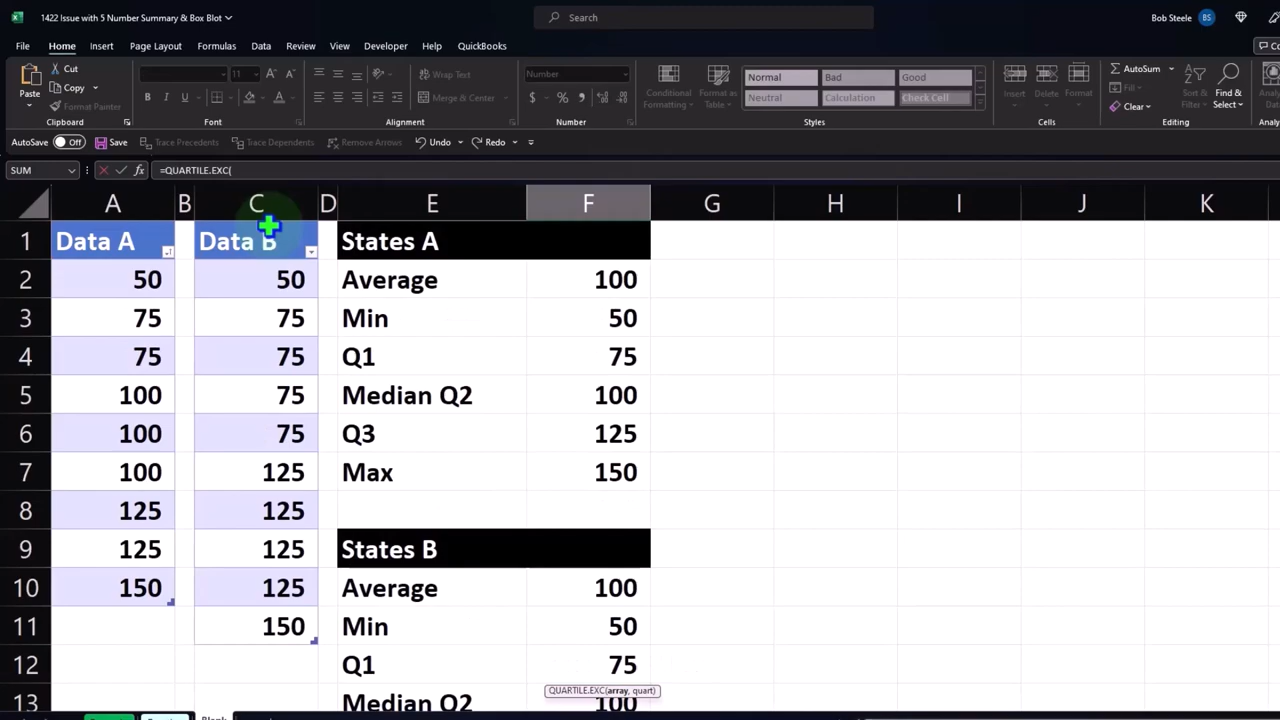 1422 Issue with 5 Number Summary & Box Blot
Search
Bob Steele BS
File Home Insert Page Layout Formulas Data Review View Developer Help QuickBooks
Cut
Copy
Format Painter
Paste
11
Wrap Text
Merge & Center
Number
Conditional Formatting
Format as Table
Normal Bad Good
Neutral Calculation Check Cell
Insert Delete Format
AutoSum
Fill
Clear
Sort & Filter
Find & Select
Clipboard Font Alignment Number Styles Cells Editing
AutoSave Off Save Trace Precedents Undo Trace Dependents Remove Arrows Redo
SUM =QUARTILE.EXC(
A B C D E F G H I J K
1 Data A Data B States A
2 50 50 Average 100
3 75 75 Min 50
4 75 75 Q1 75
5 100 75 Median Q2 100
6 100 75 Q3 125
7 100 125 Max 150
8 125 125
9 125 125 States B
10 150 125 Average 100
11 150 Min 50
12 Q1 75
QUARTILE.EXC(array, quart)
13 Median Q2 100
Blank